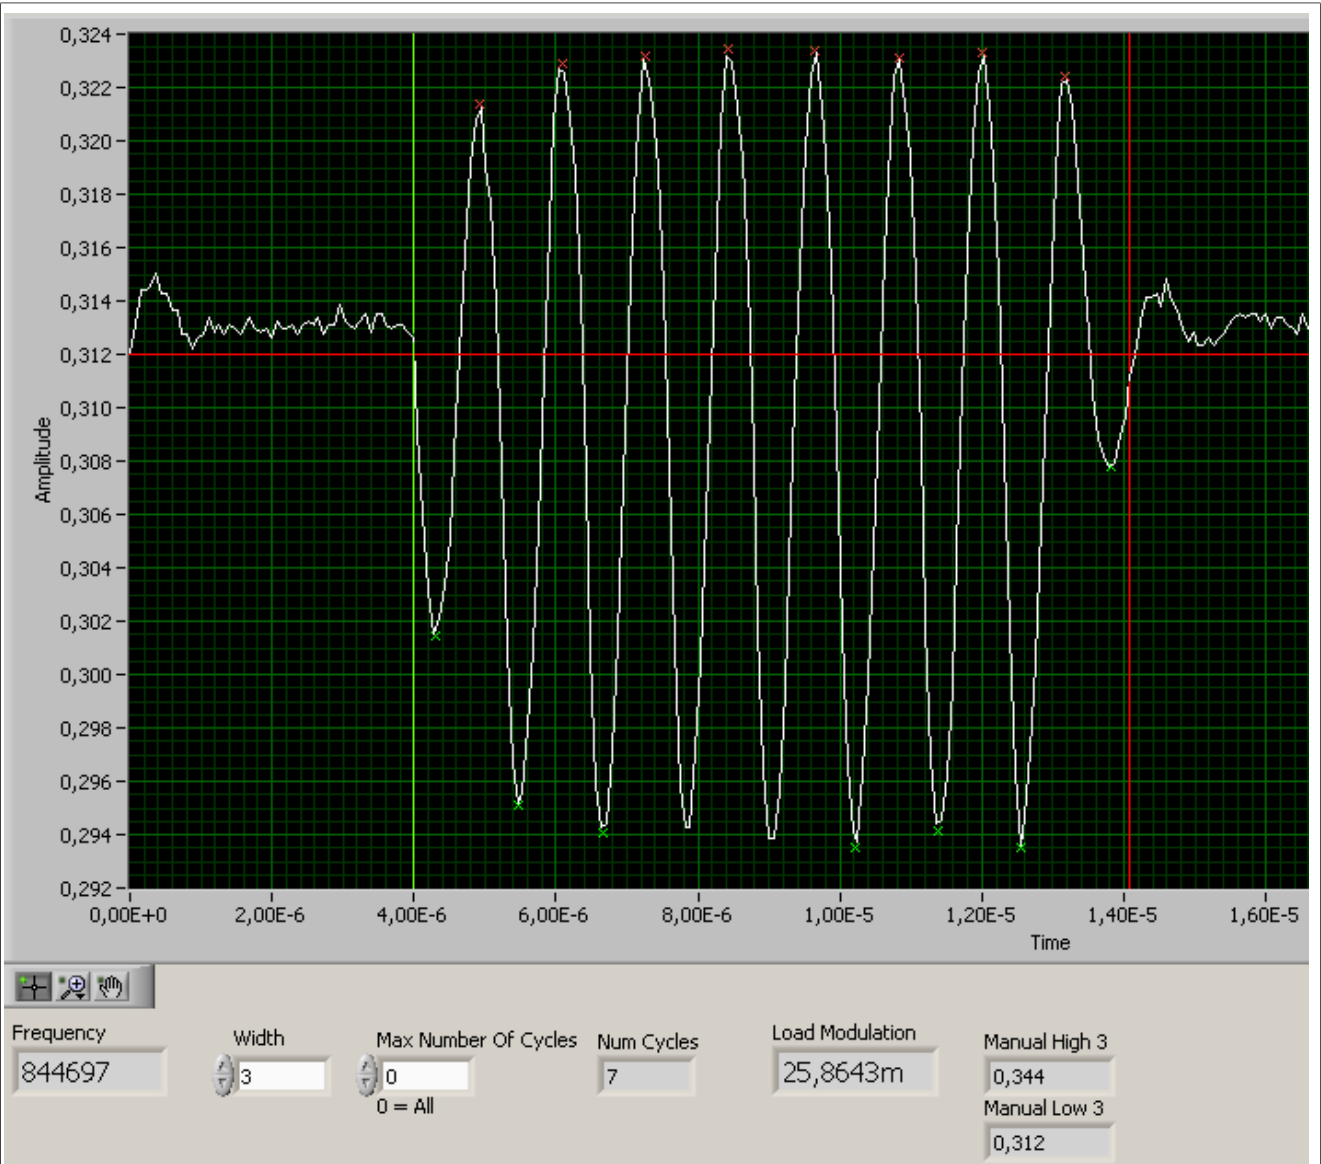 0,324
0,322
0,320
0,318
0,316
0,314
0,312
0,310
0,308
0,306
0,304
0,302
0,300
0,298
0,296
0,294
0,292
Amplitude
0,00E+0 2,00E-6 4,00E-6 6,00E-6 8,00E-6 1,00E-5 1,20E-5 1,40E-5 1,60E-5
Time
Frequency
844697
Width
3
Max Number Of Cycles
0
0 = All
Num Cycles
7
Load Modulation
25,8643m
Manual High 3
0,344
Manual Low 3
0,312